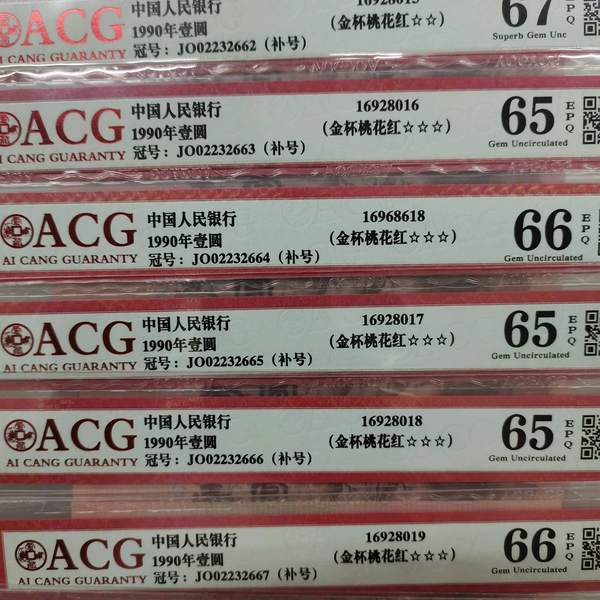 ACG
AI CANG GUARANTY
中国人民银行
1990年壹圆
冠号：JO02232662（补号）
（金杯桃花红☆☆☆）
67
EPQ
Superb Gem Unc
ACG
AI CANG GUARANTY
中国人民银行
1990年壹圆
冠号：JO02232663（补号）
16928016
（金杯桃花红☆☆☆）
65
EPQ
Gem Uncirculated
ACG
AI CANG GUARANTY
中国人民银行
1990年壹圆
冠号：JO02232664（补号）
16968618
（金杯桃花红☆☆☆）
66
EPQ
Gem Uncirculated
ACG
AI CANG GUARANTY
中国人民银行
1990年壹圆
冠号：JO02232665（补号）
16928017
（金杯桃花红☆☆☆）
65
EPQ
Gem Uncirculated
ACG
AI CANG GUARANTY
中国人民银行
1990年壹圆
冠号：JO02232666（补号）
16928018
（金杯桃花红☆☆☆）
65
EPQ
Gem Uncirculated
ACG
AI CANG GUARANTY
中国人民银行
1990年壹圆
冠号：JO02232667（补号）
16928019
（金杯桃花红☆☆☆）
66
EPQ
Gem Uncirculated